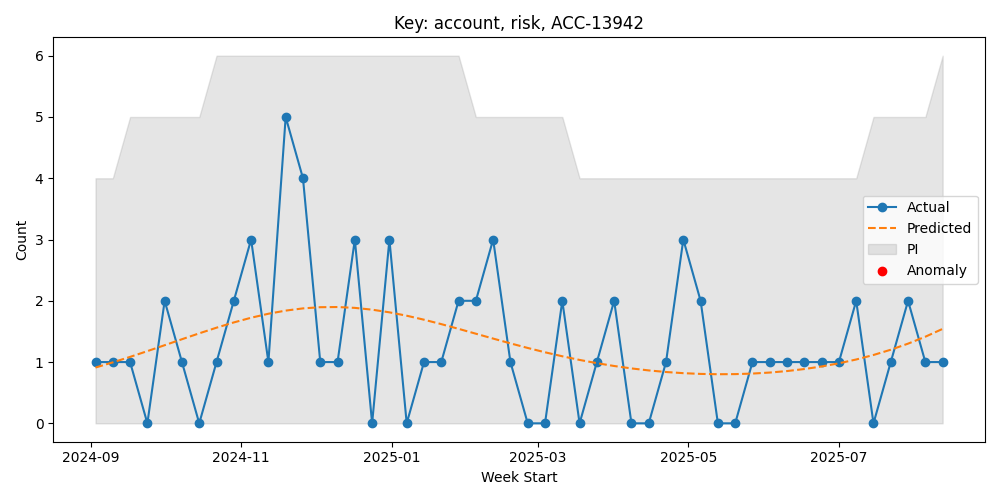 Key: account, risk, ACC-13942
6
5
4
3
2
1
0
Count
Actual
Predicted
PI
Anomaly
2024-09
2024-11
2025-01
2025-03
2025-05
2025-07
Week Start